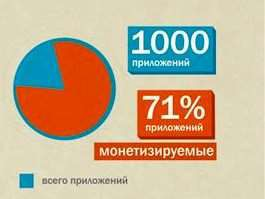 1000
приложений
71%
приложений
монетизируемые
всего приложений